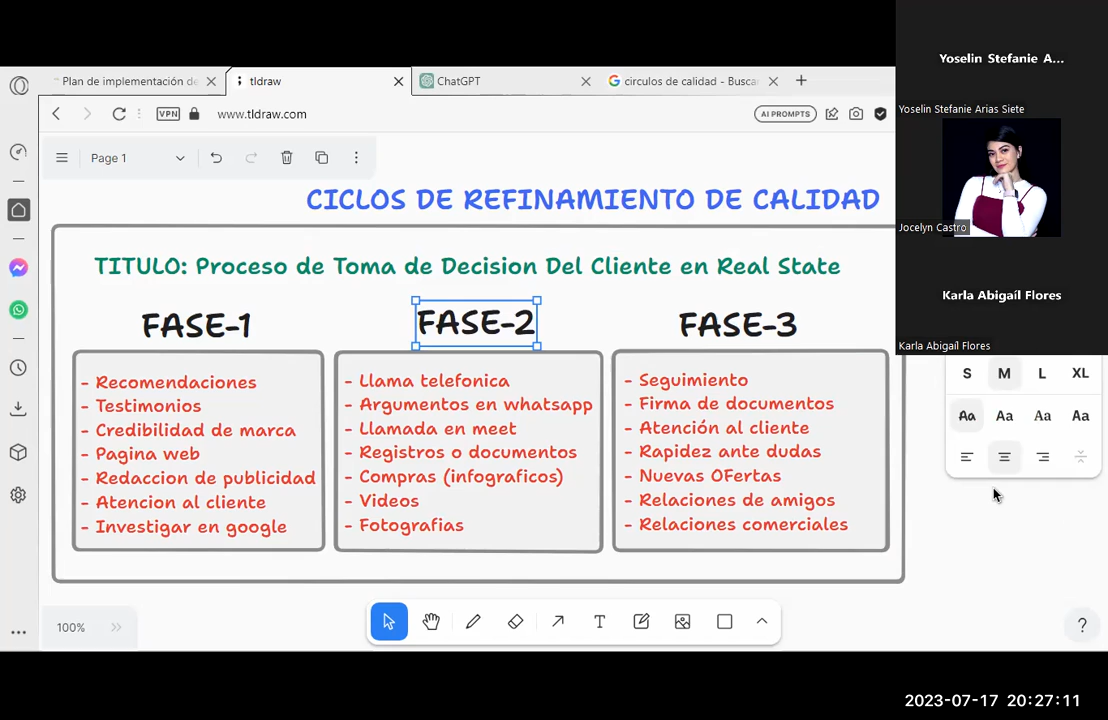 Yoselin Stefanie A...
Yoselin Stefanie Arias Siete
Jocelyn Castro
Karla Abigaíl Flores
Karla Abigaíl Flores
Plan de implementación de
tldraw
ChatGPT
circulos de calidad - Busca
VPN
www.tldraw.com
AI PROMPTS
Page 1
CICLOS DE REFINAMIENTO DE CALIDAD
TITULO: Proceso de Toma de Decision Del Cliente en Real State
FASE-1
- Recomendaciones
- Testimonios
- Credibilidad de marca
- Pagina web
- Redaccion de publicidad
- Atencion al cliente
- Investigar en google
FASE-2
- Llama telefonica
- Argumentos en whatsapp
- Llamada en meet
- Registros o documentos
- Compras (infograficos)
- Videos
- Fotografias
FASE-3
- Seguimiento
- Firma de documentos
- Atención al cliente
- Rapidez ante dudas
- Nuevas OFertas
- Relaciones de amigos
- Relaciones comerciales
S M L XL
Aa Aa Aa Aa
100%
T
?
2023-07-17 20:27:11